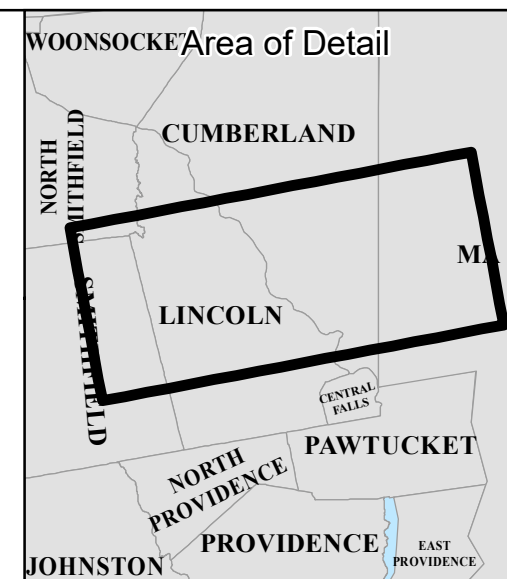 WOONSOCKET
Area of Detail
CUMBERLAND
NORTH
SMITHFIELD
MA
SMITHFIELD
LINCOLN
CENTRAL
FALLS
PAWTUCKET
NORTH
PROVIDENCE
PROVIDENCE
EAST
PROVIDENCE
JOHNSTON